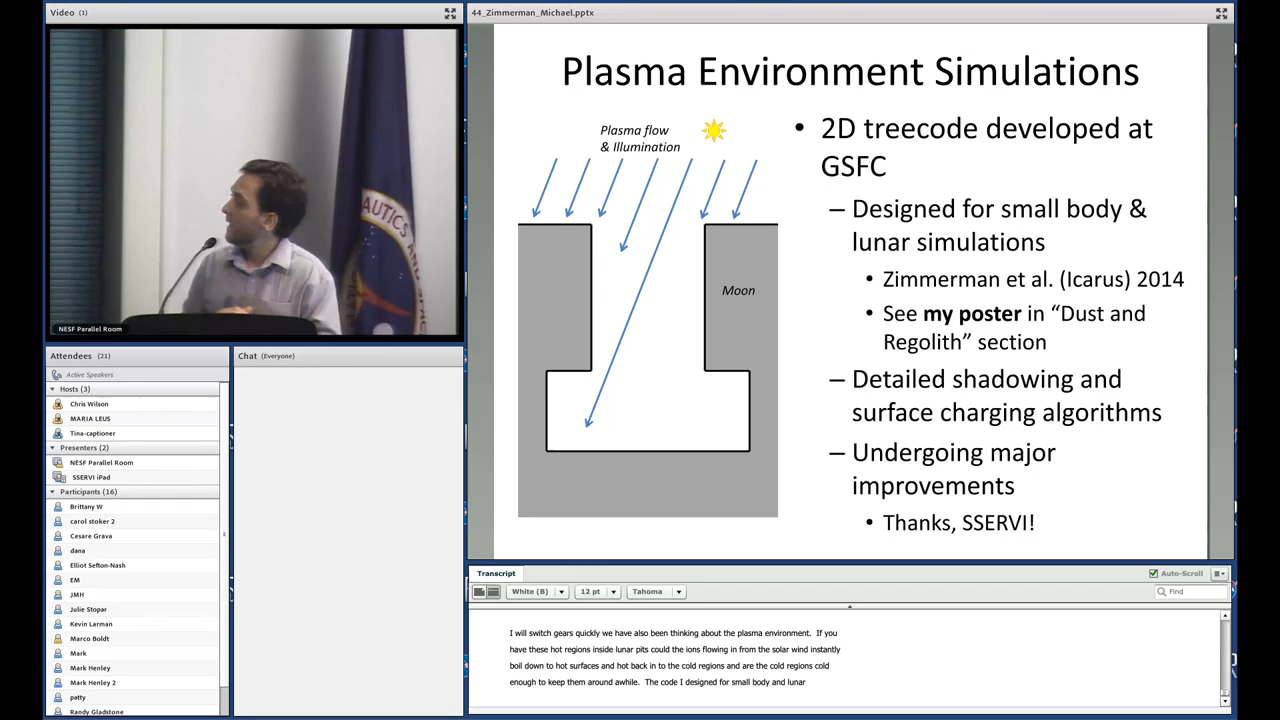 Video (1)
AUTICS AND
NESF Parallel Room
Attendees (21)
Active Speakers
Hosts (3)
Chris Wilson
MARIA LEUS
Tina-captioner
Presenters (2)
NESF Parallel Room
SSERVI iPad
Participants (16)
Brittany W
carol stoker 2
Cesare Grava
dana
Elliot Sefton-Nash
EM
JMH
Julie Stopar
Kevin Larman
Marco Boldt
Mark
Mark Henley
Mark Henley 2
patty
Randy Gladstone
Chat (Everyone)
44_Zimmerman_Michael.pptx
Plasma Environment Simulations
Plasma flow
& Illumination
Moon
• 2D treecode developed at
GSFC
– Designed for small body &
lunar simulations
• Zimmerman et al. (Icarus) 2014
• See my poster in “Dust and
Regolith” section
– Detailed shadowing and
surface charging algorithms
– Undergoing major
improvements
• Thanks, SSERVI!
Transcript
Auto-Scroll
White (B) 12 pt Tahoma
Find
I will switch gears quickly we have also been thinking about the plasma environment.  If you
have these hot regions inside lunar pits could the ions flowing in from the solar wind instantly
boil down to hot surfaces and hot back in to the cold regions and are the cold regions cold
enough to keep them around awhile.  The code I designed for small body and lunar